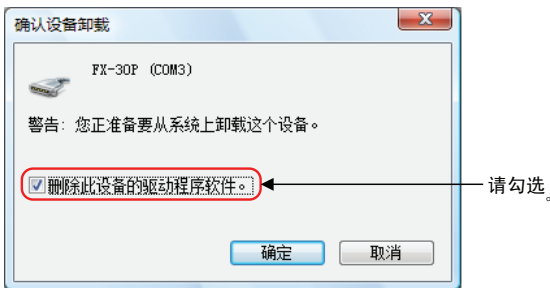 确认设备卸载
FX-30P (COM3)
警告: 您正准备要从系统上卸载这个设备。
删除此设备的驱动程序软件。
请勾选。
确定
取消